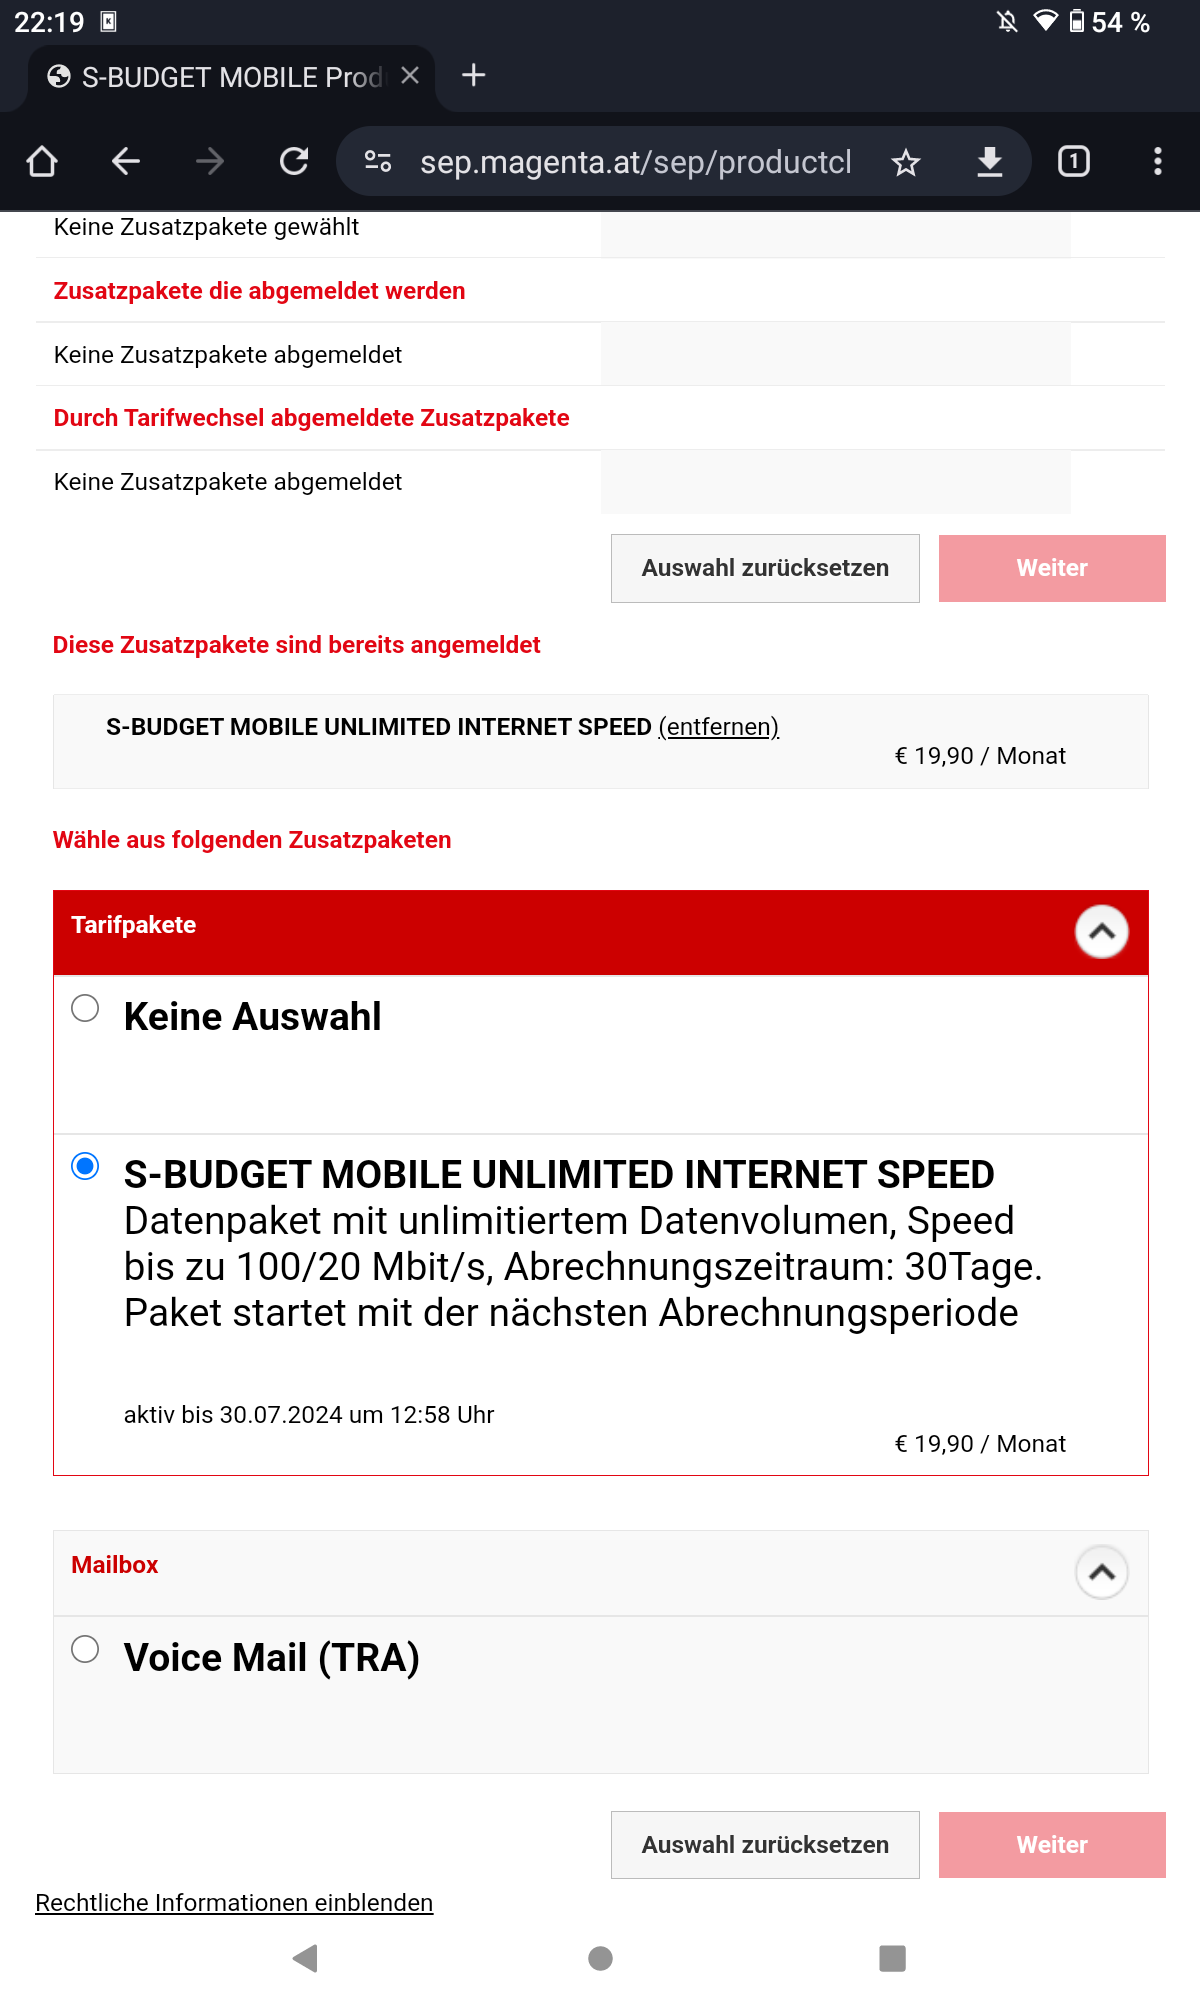 22:19
54 %
S-BUDGET MOBILE Prod
sep.magenta.at/sep/productcl
1
Keine Zusatzpakete gewählt
Zusatzpakete die abgemeldet werden
Keine Zusatzpakete abgemeldet
Durch Tarifwechsel abgemeldete Zusatzpakete
Keine Zusatzpakete abgemeldet
Auswahl zurücksetzen
Weiter
Diese Zusatzpakete sind bereits angemeldet
S-BUDGET MOBILE UNLIMITED INTERNET SPEED (entfernen)
€ 19,90 / Monat
Wähle aus folgenden Zusatzpaketen
Tarifpakete
Keine Auswahl
S-BUDGET MOBILE UNLIMITED INTERNET SPEED
Datenpaket mit unlimitiertem Datenvolumen, Speed
bis zu 100/20 Mbit/s, Abrechnungszeitraum: 30Tage.
Paket startet mit der nächsten Abrechnungsperiode
aktiv bis 30.07.2024 um 12:58 Uhr
€ 19,90 / Monat
Mailbox
Voice Mail (TRA)
Auswahl zurücksetzen
Weiter
Rechtliche Informationen einblenden